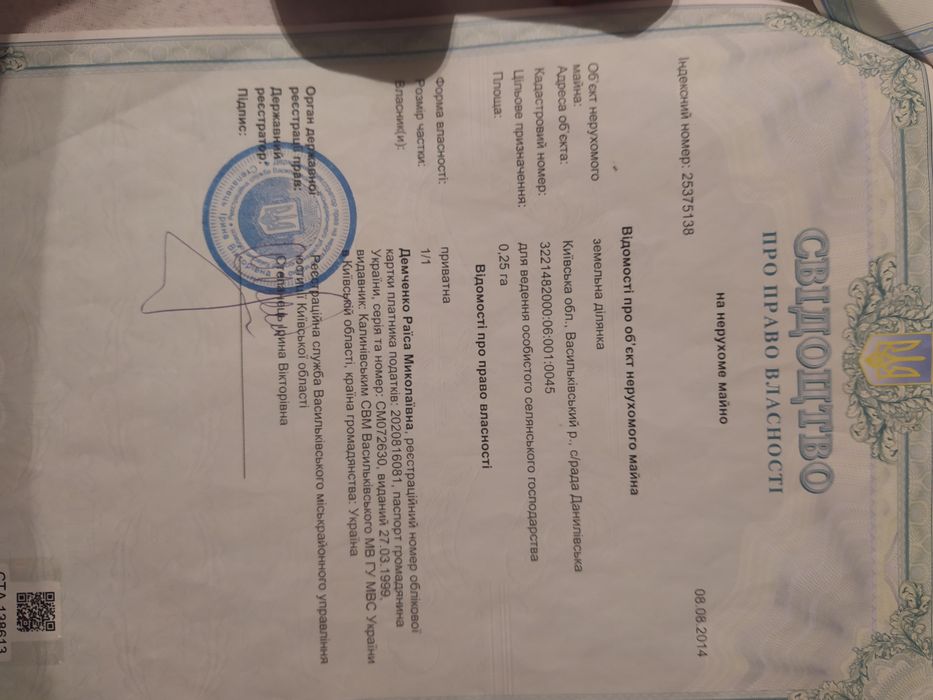 СВІДОЦТВО
ПРО ПРАВО ВЛАСНОСТІ
на нерухоме майно
Індексний номер: 25375138
08.08.2014
Відомості про об'єкт нерухомого майна
Об'єкт нерухомого майна: земельна ділянка
Адреса об'єкта: Київська обл., Васильківський р., с/рада Данилівська
Кадастровий номер: 3221482000:06:001:0045
Цільове призначення: для ведення особистого селянського господарства
Площа: 0,25 га
Відомості про право власності
Форма власності: приватна
Розмір частки: 1/1
Власник(и): Демченко Раїса Миколаївна, реєстраційний номер облікової
картки платника податків: 2020816081, паспорт громадянина
України, серія та номер: СМ072630, виданий 27.03.1999,
видавник: Калинівським СВМ Васильківського МВ ГУ МВС України
в Київській області, країна громадянства: Україна
Орган державної реєстрації прав: Реєстраційна служба Васильківського міськрайонного управління
юстиції Київської області
Державний реєстратор: Степанець Ірина Вікторівна
Підпис:
СТА 138613